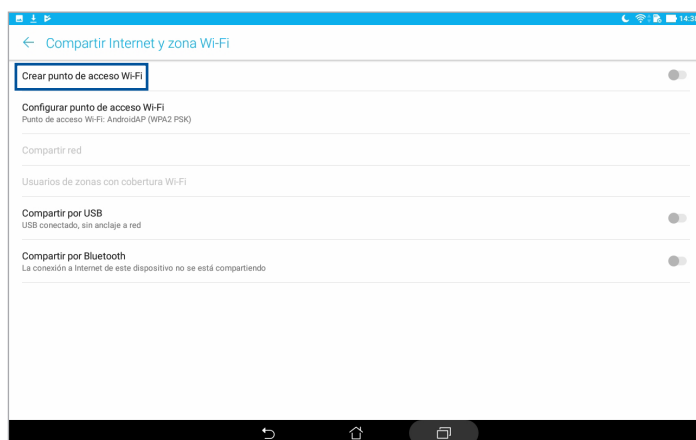 14:38
Compartir Internet y zona Wi-Fi
Crear punto de acceso Wi-Fi
Configurar punto de acceso Wi-Fi
Punto de acceso Wi-Fi: AndroidAP (WPA2 PSK)
Compartir red
Usuarios de zonas con cobertura Wi-Fi
Compartir por USB
USB conectado, sin anclaje a red
Compartir por Bluetooth
La conexión a Internet de este dispositivo no se está compartiendo